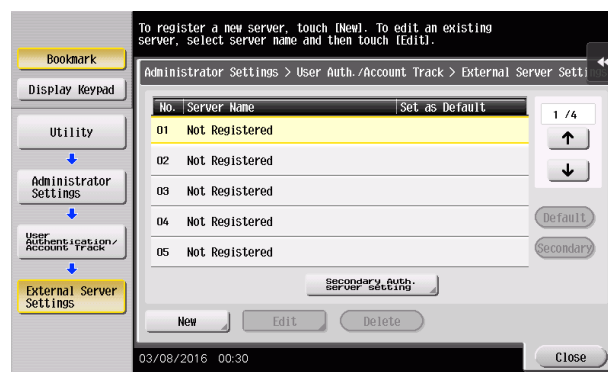 To register a new server, touch [New]. To edit an existing
server, select server name and then touch [Edit].
Bookmark
Display Keypad
Utility
Administrator
Settings
User
Authentication/
Account Track
External Server
Settings
Administrator Settings > User Auth./Account Track > External Server Settings
No. Server Name Set as Default
01 Not Registered
02 Not Registered
03 Not Registered
04 Not Registered
05 Not Registered
1 /4
Default
Secondary
Secondary Auth.
server setting
New Edit Delete
03/08/2016 00:30
Close